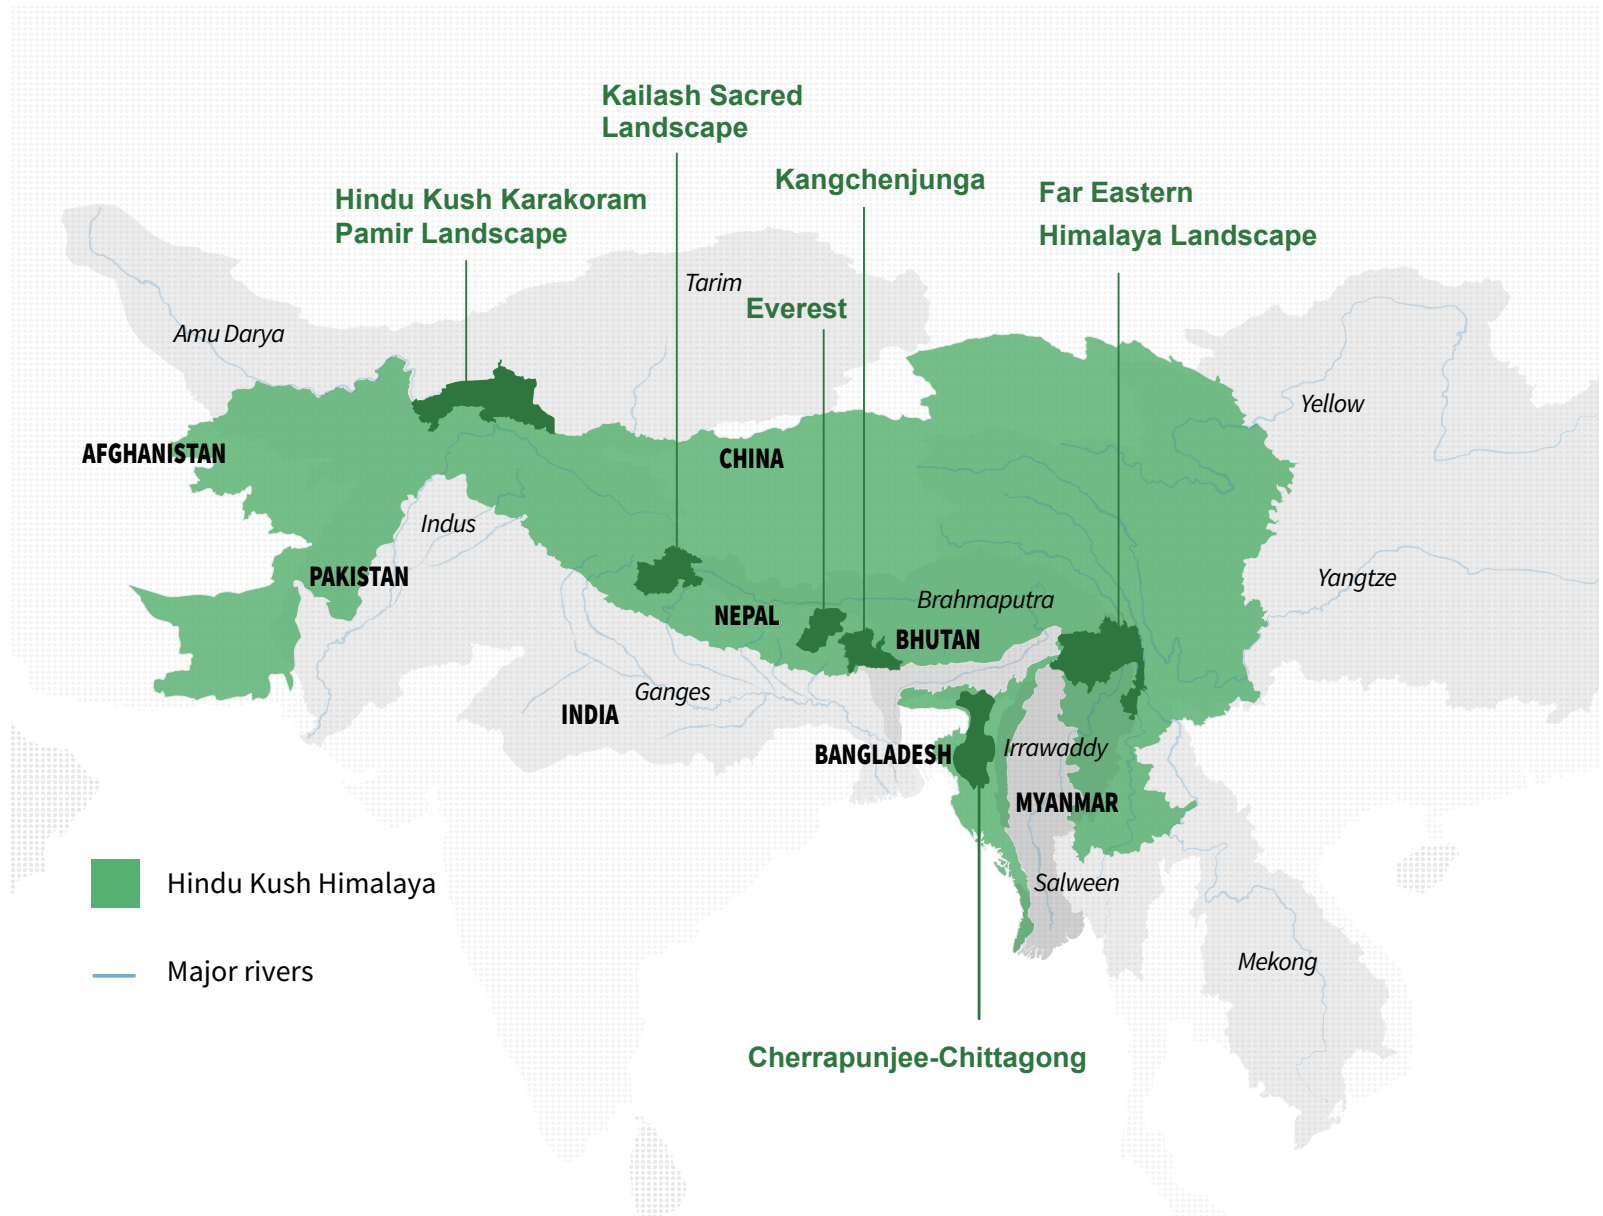 Kailash Sacred
Landscape
Kangchenjunga
Hindu Kush Karakoram
Pamir Landscape
Far Eastern
Himalaya Landscape
Tarim
Everest
Amu Darya
Yellow
AFGHANISTAN
CHINA
Indus
PAKISTAN
Yangtze
Brahmaputra
NEPAL
BHUTAN
Ganges
INDIA
BANGLADESH
Irrawaddy
MYANMAR
Salween
Mekong
Hindu Kush Himalaya
Major rivers
Cherrapunjee-Chittagong